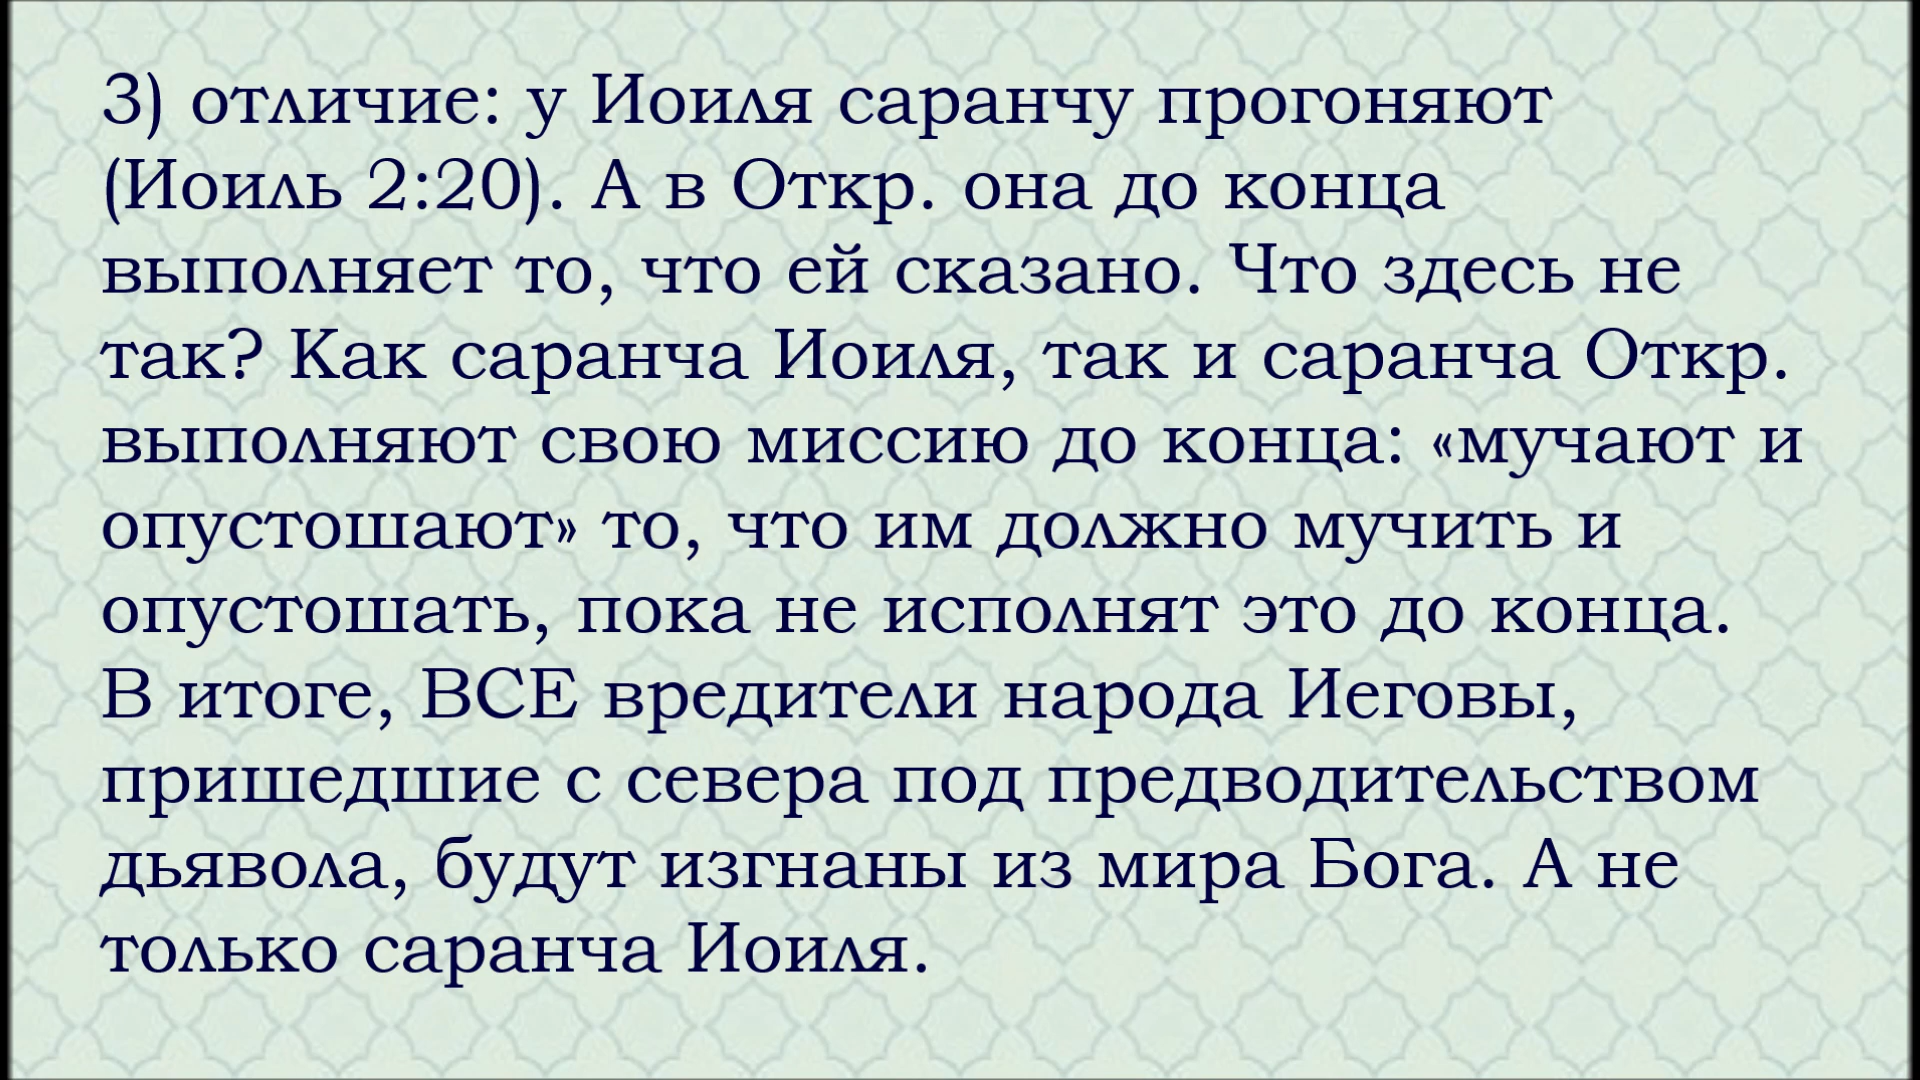 3) отличие: у Иоиля саранчу прогоняют
(Иоиль 2:20). А в Откр. она до конца
выполняет то, что ей сказано. Что здесь не
так? Как саранча Иоиля, так и саранча Откр.
выполняют свою миссию до конца: «мучают и
опустошают» то, что им должно мучить и
опустошать, пока не исполнят это до конца.
В итоге, ВСЕ вредители народа Иеговы,
пришедшие с севера под предводительством
дьявола, будут изгнаны из мира Бога. А не
только саранча Иоиля.